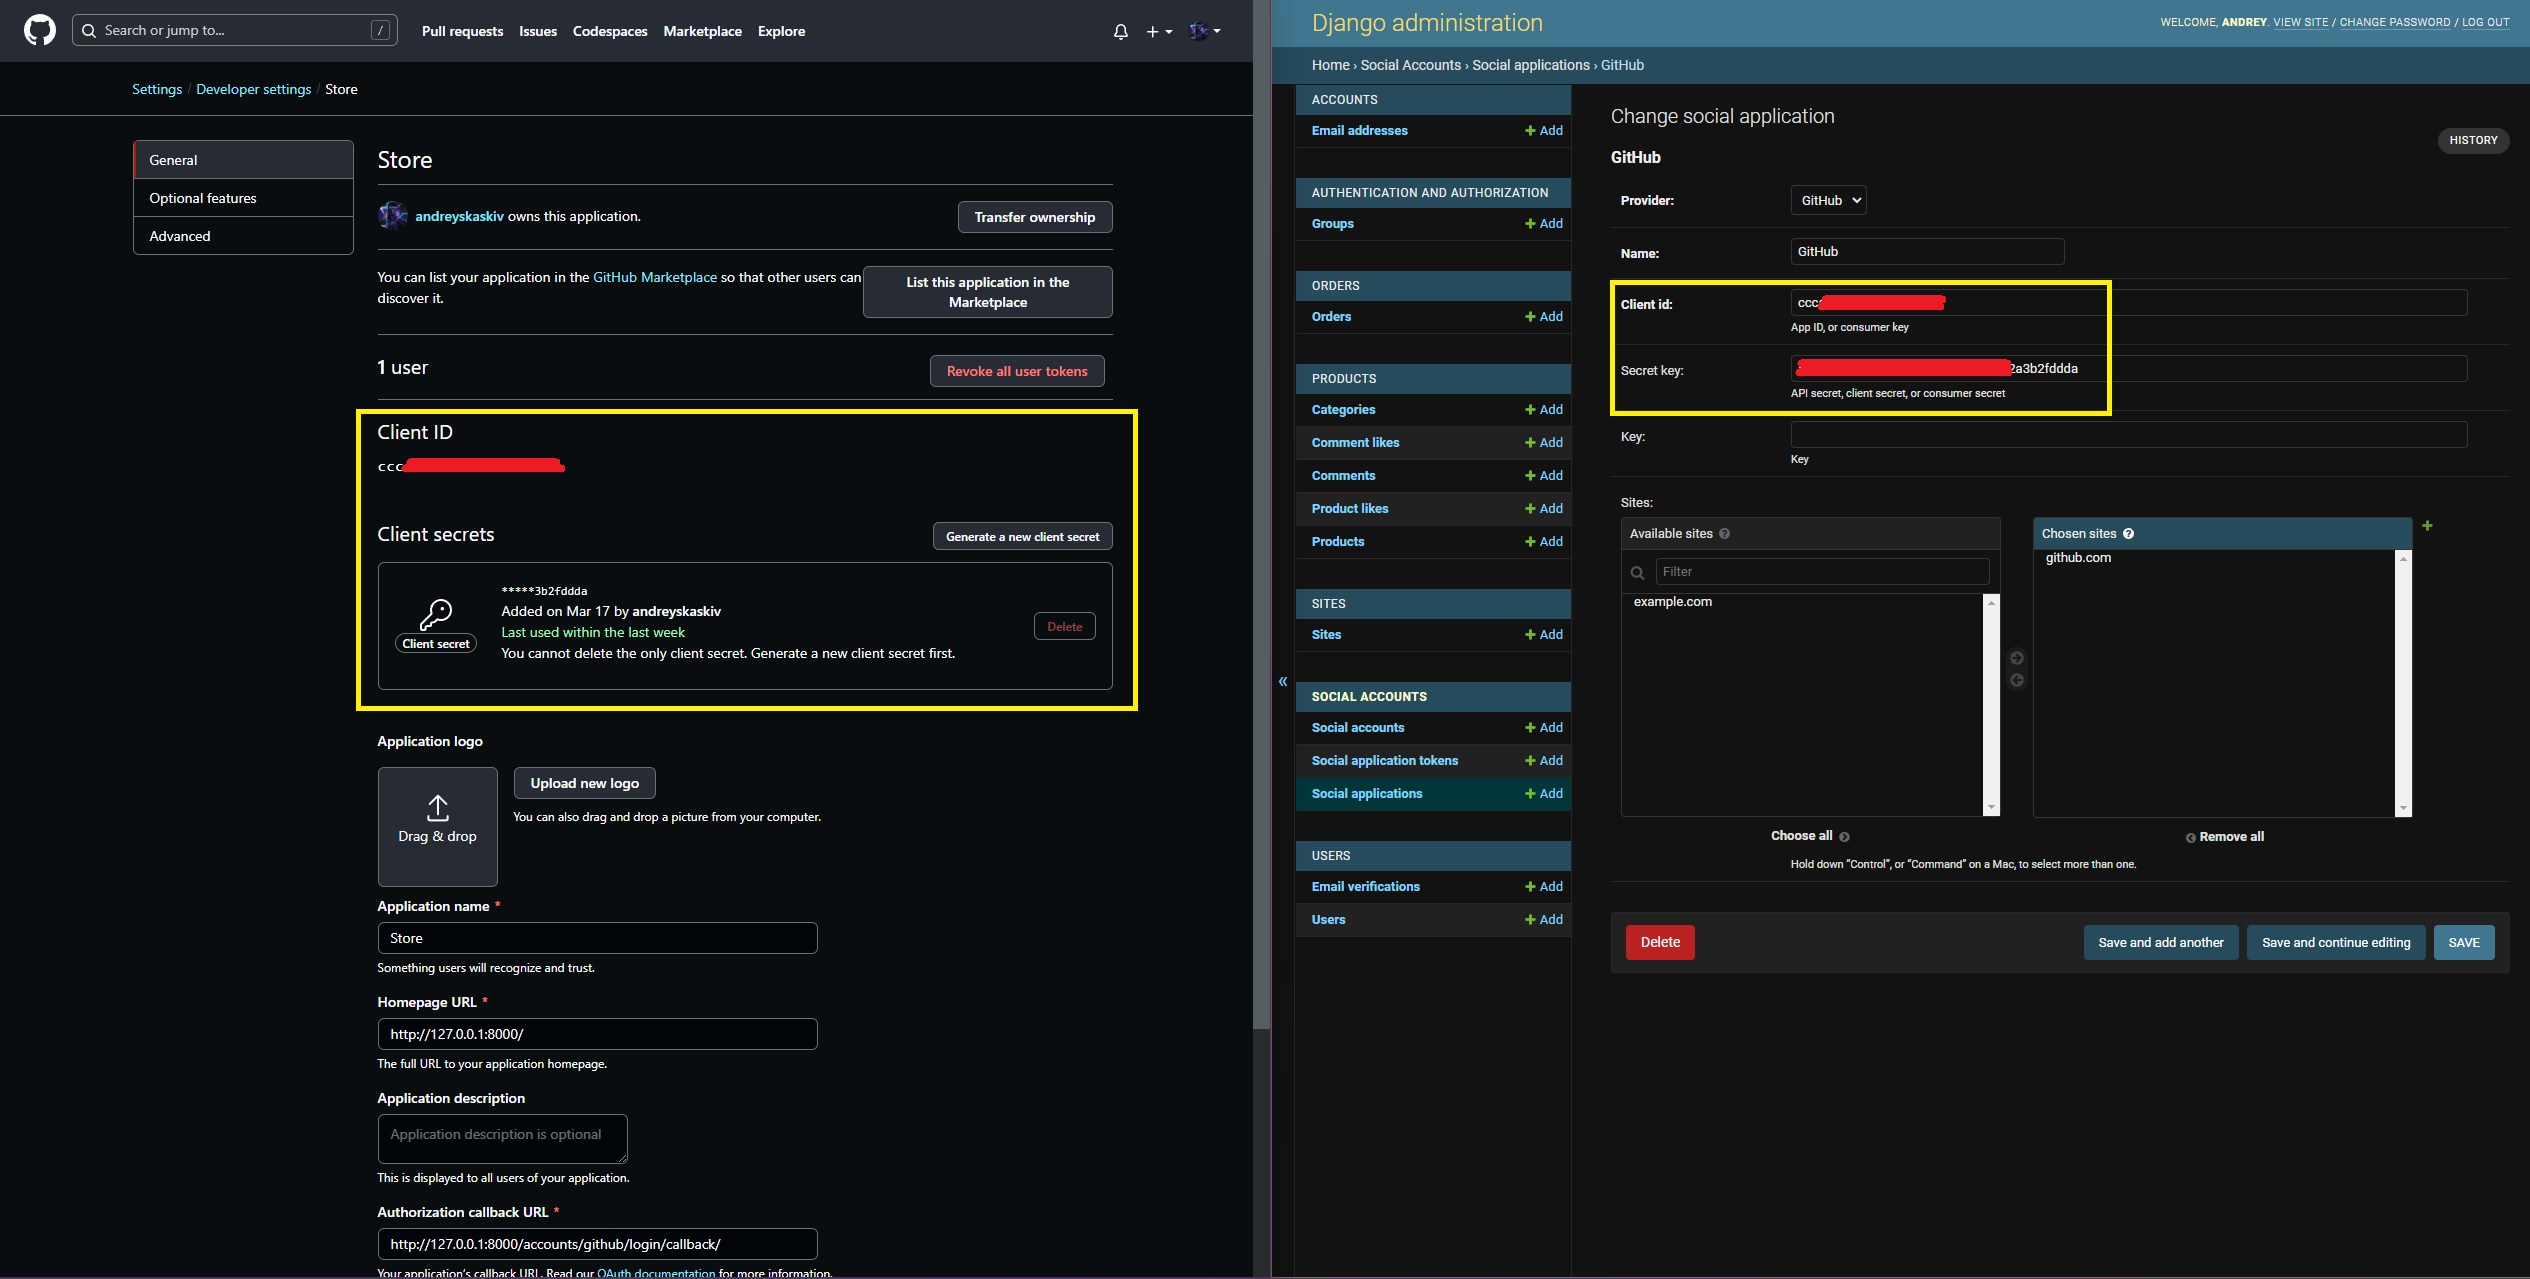 Search or jump to... /
Pull requests Issues Codespaces Marketplace Explore
Settings / Developer settings / Store
General
Optional features
Advanced
Store
andreyskaskiv owns this application.
Transfer ownership
You can list your application in the GitHub Marketplace so that other users can
discover it.
List this application in the
Marketplace
1 user
Revoke all user tokens
Client ID
ccc
Client secrets
Generate a new client secret
*****3b2fddda
Added on Mar 17 by andreyskaskiv
Last used within the last week
You cannot delete the only client secret. Generate a new client secret first.
Client secret
Delete
Application logo
Drag & drop
Upload new logo
You can also drag and drop a picture from your computer.
Application name *
Store
Something users will recognize and trust.
Homepage URL *
http://127.0.0.1:8000/
The full URL to your application homepage.
Application description
Application description is optional
This is displayed to all users of your application.
Authorization callback URL *
http://127.0.0.1:8000/accounts/github/login/callback/
Your application's callback URL. Read our OAuth documentation for more information.
Django administration
WELCOME, ANDREY. VIEW SITE / CHANGE PASSWORD / LOG OUT
Home › Social Accounts › Social applications › GitHub
«
ACCOUNTS
Email addresses + Add
AUTHENTICATION AND AUTHORIZATION
Groups + Add
ORDERS
Orders + Add
PRODUCTS
Categories + Add
Comment likes + Add
Comments + Add
Product likes + Add
Products + Add
SITES
Sites + Add
SOCIAL ACCOUNTS
Social accounts + Add
Social application tokens + Add
Social applications + Add
USERS
Email verifications + Add
Users + Add
Change social application
HISTORY
GitHub
Provider: GitHub
Name: GitHub
Client id: ccc
App ID, or consumer key
Secret key: 2a3b2fddda
API secret, client secret, or consumer secret
Key:
Key
Sites:
Available sites ?
Filter
example.com
Choose all
Chosen sites ?
github.com
Remove all
Hold down "Control", or "Command" on a Mac, to select more than one.
Delete
Save and add another
Save and continue editing
SAVE